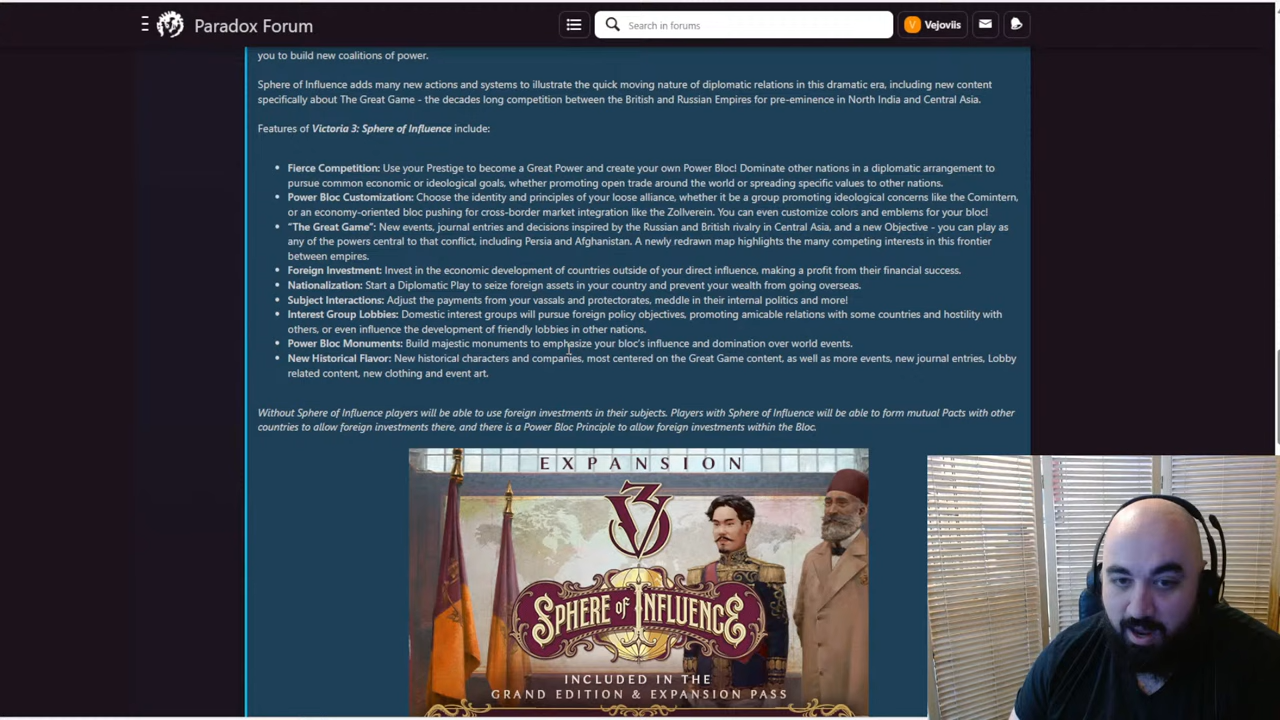 Paradox Forum
Search in forums
V
Vejoviis
you to build new coalitions of power.
Sphere of Influence adds many new actions and systems to illustrate the quick moving nature of diplomatic relations in this dramatic era, including new content
specifically about The Great Game - the decades long competition between the British and Russian Empires for pre-eminence in North India and Central Asia.
Features of Victoria 3: Sphere of Influence include:
• Fierce Competition: Use your Prestige to become a Great Power and create your own Power Bloc! Dominate other nations in a diplomatic arrangement to
pursue common economic or ideological goals, whether promoting open trade around the world or spreading specific values to other nations.
• Power Bloc Customization: Choose the identity and principles of your loose alliance, whether it be a group promoting ideological concerns like the Comintern,
or an economy-oriented bloc pushing for cross-border market integration like the Zollverein. You can even customize colors and emblems for your bloc!
• "The Great Game": New events, journal entries and decisions inspired by the Russian and British rivalry in Central Asia, and a new Objective - you can play as
any of the powers central to that conflict, including Persia and Afghanistan. A newly redrawn map highlights the many competing interests in this frontier
between empires.
• Foreign Investment: Invest in the economic development of countries outside of your direct influence, making a profit from their financial success.
• Nationalization: Start a Diplomatic Play to seize foreign assets in your country and prevent your wealth from going overseas.
• Subject Interactions: Adjust the payments from your vassals and protectorates, meddle in their internal politics and more!
• Interest Group Lobbies: Domestic interest groups will pursue foreign policy objectives, promoting amicable relations with some countries and hostility with
others, or even influence the development of friendly lobbies in other nations.
• Power Bloc Monuments: Build majestic monuments to emphasize your bloc's influence and domination over world events.
• New Historical Flavor: New historical characters and companies, most centered on the Great Game content, as well as more events, new journal entries, Lobby
related content, new clothing and event art.
Without Sphere of Influence players will be able to use foreign investments in their subjects. Players with Sphere of Influence will be able to form mutual Pacts with other
countries to allow foreign investments there, and there is a Power Bloc Principle to allow foreign investments within the Bloc.
EXPANSION
V3
SPHERE OF INFLUENCE
INCLUDED IN THE
GRAND EDITION & EXPANSION PASS